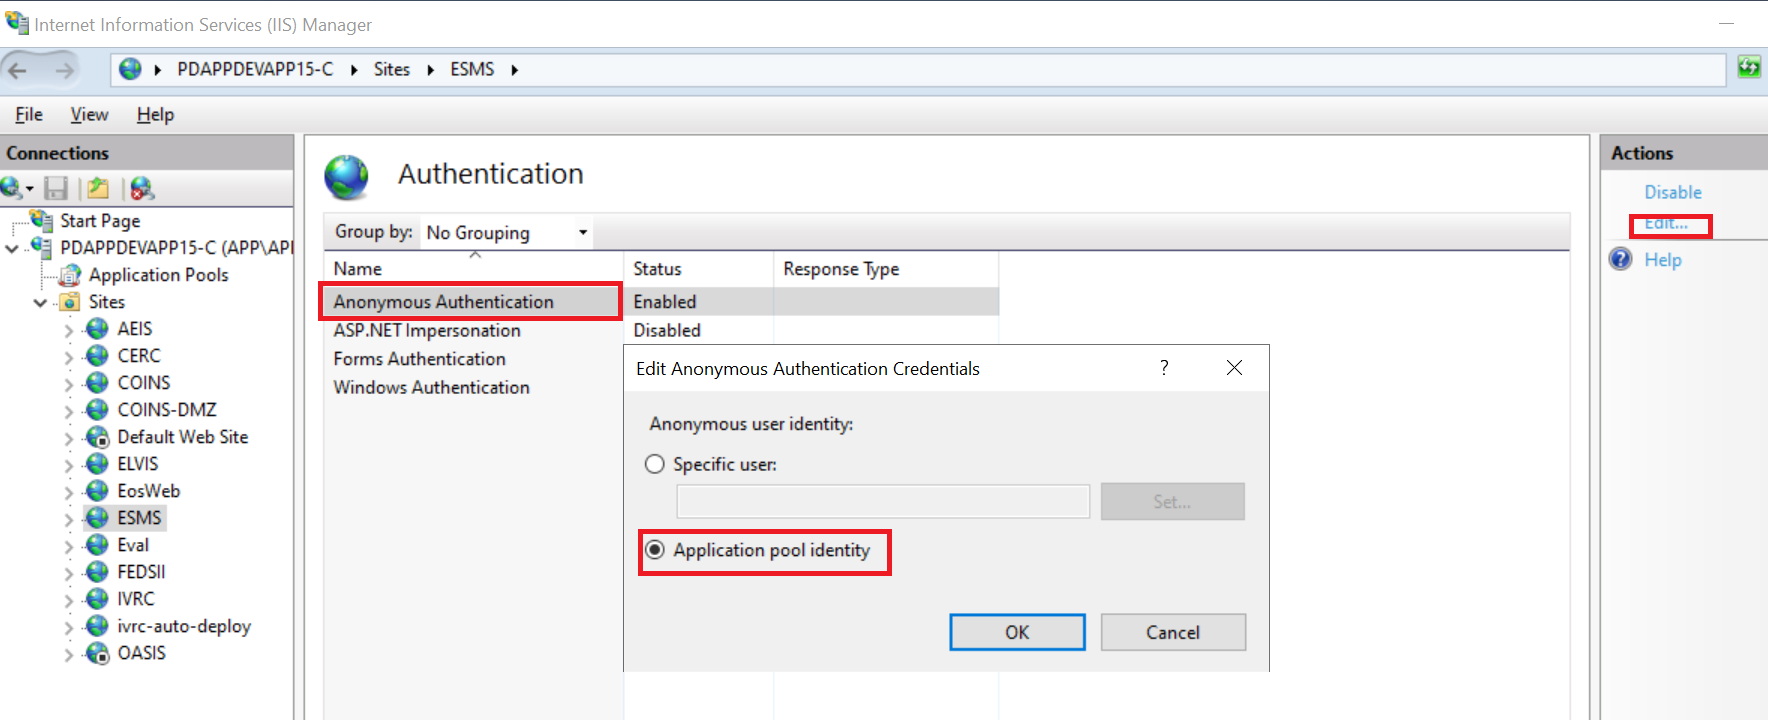 Internet Information Services (IIS) Manager
PDAPPDEVAPP15-C Sites ESMS
File View Help
Connections
Start Page
PDAPPDEVAPP15-C (APP\API
Application Pools
Sites
AEIS
CERC
COINS
COINS-DMZ
Default Web Site
ELVIS
EosWeb
ESMS
Eval
FEDSII
IVRC
ivrc-auto-deploy
OASIS
Authentication
Group by: No Grouping
Name Status Response Type
Anonymous Authentication Enabled
ASP.NET Impersonation Disabled
Forms Authentication
Windows Authentication
Edit Anonymous Authentication Credentials ?
Anonymous user identity:
Specific user:
Set...
Application pool identity
OK Cancel
Actions
Disable
Edit...
Help